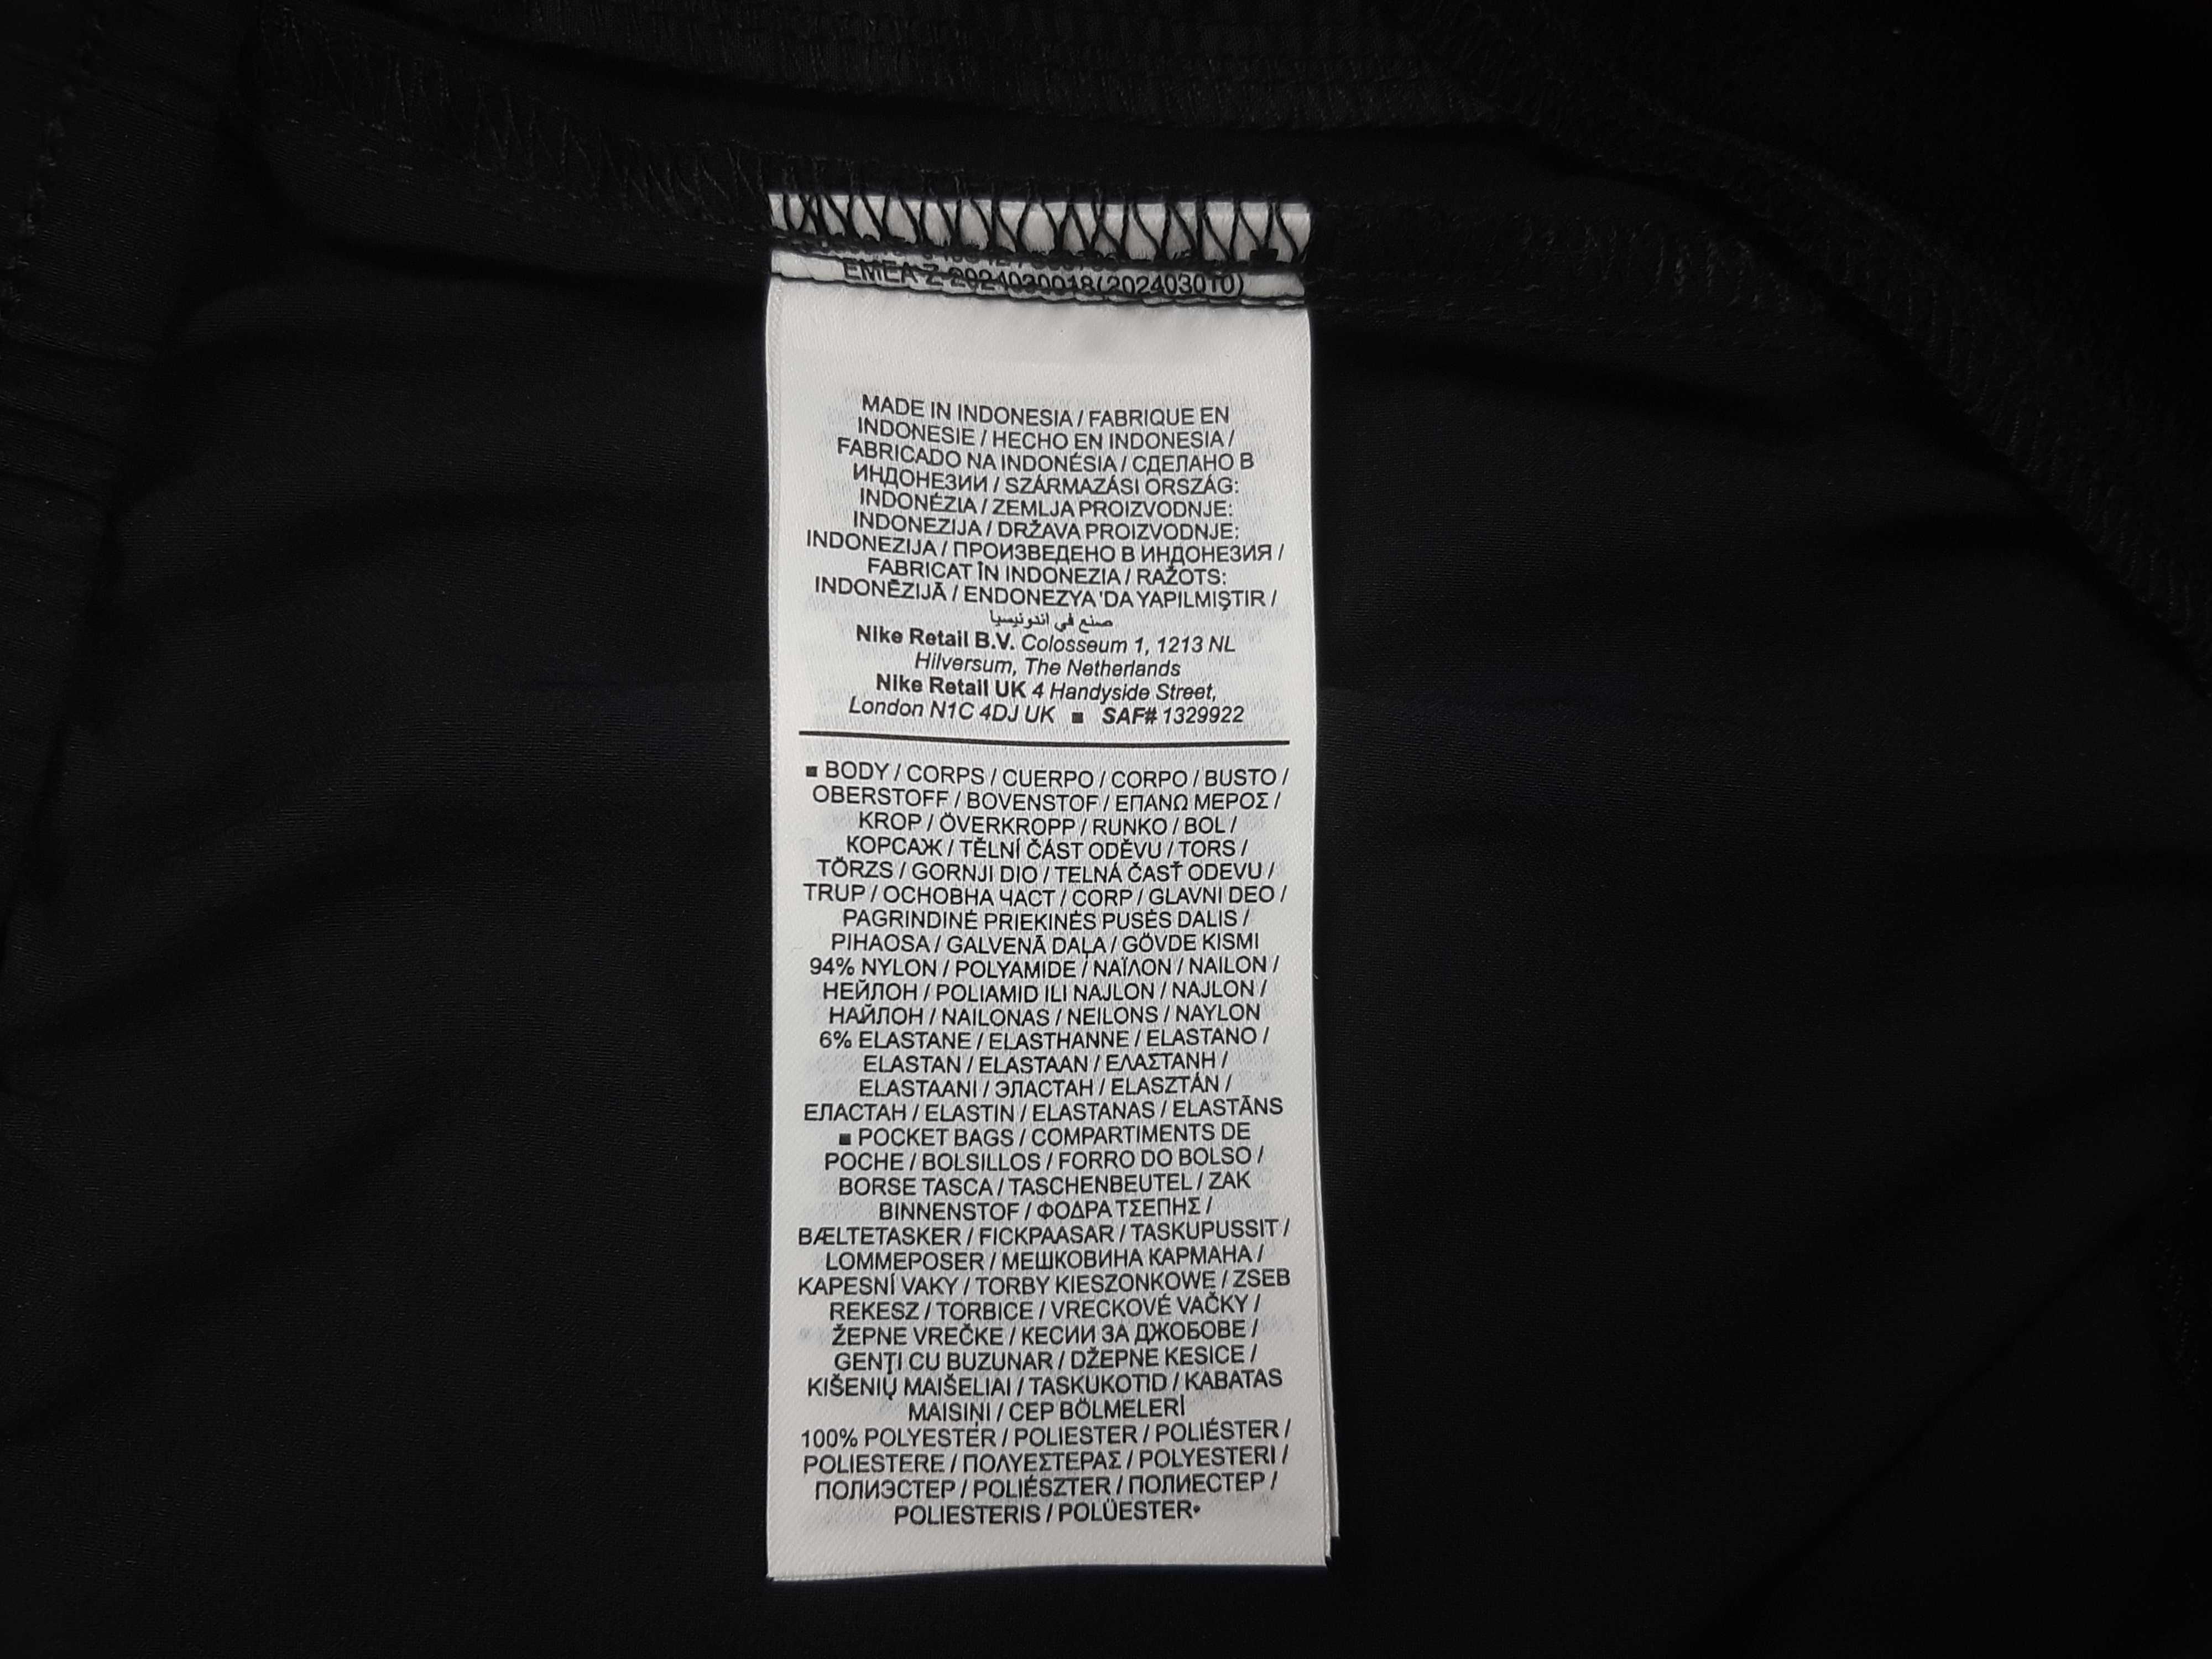 EMEA Z 2024030018(202403010)
MADE IN INDONESIA / FABRIQUE EN
INDONESIE / HECHO EN INDONESIA /
FABRICADO NA INDONÉSIA / СДЕЛАНО В
ИНДОНЕЗИИ / SZÁRMAZÁSI ORSZÁG:
INDONÉZIA / ZEMLJA PROIZVODNJE:
INDONEZIJA / DRŽAVA PROIZVODNJE:
INDONEZIJA / ПРОИЗВЕДЕНО В ИНДОНЕЗИЯ /
FABRICAT ÎN INDONEZIA / RAŽOTS:
INDONĒZIJĀ / ENDONEZYA 'DA YAPILMIŞTIR /
صنع في اندونيسيا
Nike Retail B.V. Colosseum 1, 1213 NL
Hilversum, The Netherlands
Nike Retail UK 4 Handyside Street,
London N1C 4DJ UK ■ SAF# 1329922
■ BODY / CORPS / CUERPO / CORPO / BUSTO /
OBERSTOFF / BOVENSTOF / ΕΠΑΝΩ ΜΕΡΟΣ /
KROP / ÖVERKROPP / RUNKO / BOL /
КОРСАЖ / TĚLNÍ ČÁST ODĚVU / TORS /
TÖRZS / GORNJI DIO / TELNÁ ČASŤ ODEVU /
TRUP / ОСНОВНА ЧАСТ / CORP / GLAVNI DEO /
PAGRINDINĖ PRIEKINĖS PUSĖS DALIS /
PIHAOSA / GALVENĀ DAĻA / GÖVDE KISMI
94% NYLON / POLYAMIDE / ΝΑΪΛΟΝ / NAILON /
НЕЙЛОН / POLIAMID ILI NAJLON / NAJLON /
НАЙЛОН / NAILONAS / NEILONS / NAYLON
6% ELASTANE / ELASTHANNE / ELASTANO /
ELASTAN / ELASTAAN / ΕΛΑΣΤΑΝΗ /
ELASTAANI / ЭЛАСТАН / ELASZTÁN /
ЕЛАСТАН / ELASTIN / ELASTANAS / ELASTĀNS
■ POCKET BAGS / COMPARTIMENTS DE
POCHE / BOLSILLOS / FORRO DO BOLSO /
BORSE TASCA / TASCHENBEUTEL / ZAK
BINNENSTOF / ΦΟΔΡΑ ΤΣΕΠΗΣ /
BÆLTETASKER / FICKPAASAR / TASKUPUSSIT /
LOMMEPOSER / МЕШКОВИНА КАРМАНА /
KAPESNÍ VAKY / TORBY KIESZONKOWE / ZSEB
REKESZ / TORBICE / VRECKOVÉ VAČKY /
ŽEPNE VREČKE / КЕСИИ ЗА ДЖОБОВЕ /
GENŢI CU BUZUNAR / DŽEPNE KESICE /
KIŠENIŲ MAIŠELIAI / TASKUKOTID / KABATAS
MAISIŅI / CEP BÖLMELERİ
100% POLYESTER / POLIESTER / POLIÉSTER /
POLIESTERE / ΠΟΛΥΕΣΤΕΡΑΣ / POLYESTERI /
ПОЛИЭСТЕР / POLIÉSZTER / ПОЛИЕСТЕР /
POLIESTERIS / POLÜESTER•